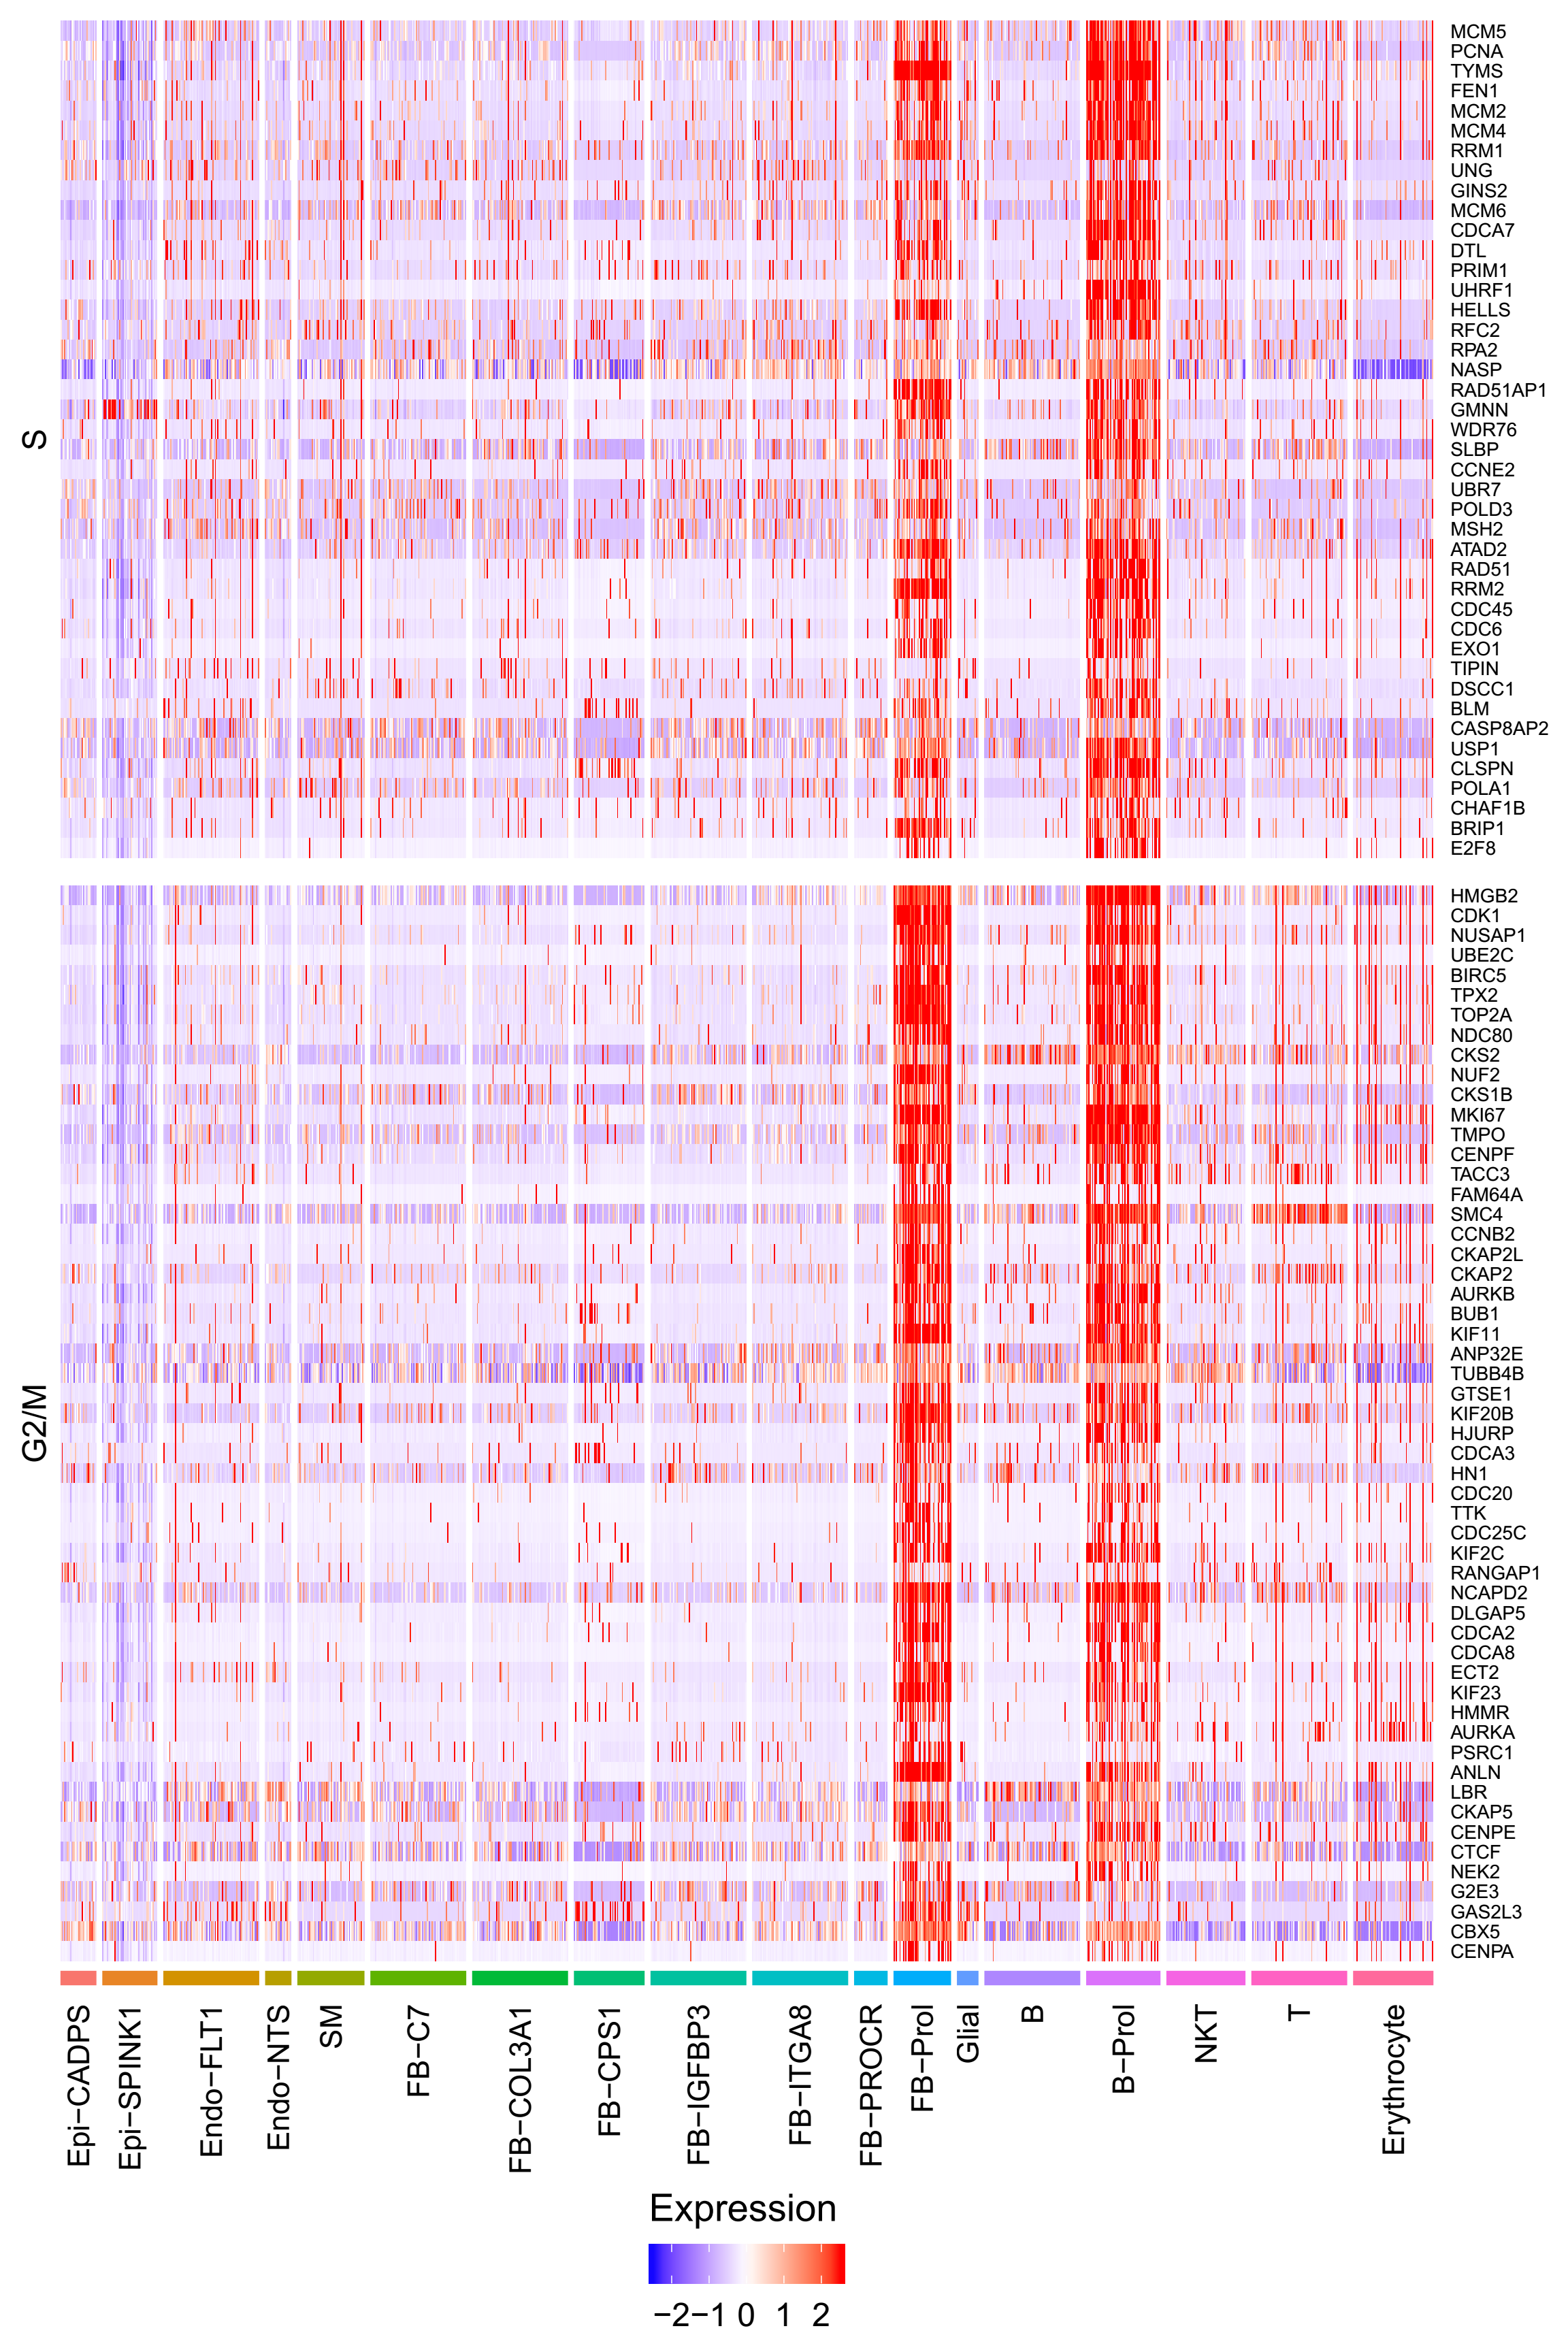 S
MCM5
PCNA
TYMS
FEN1
MCM2
MCM4
RRM1
UNG
GINS2
MCM6
CDCA7
DTL
PRIM1
UHRF1
HELLS
RFC2
RPA2
NASP
RAD51AP1
GMNN
WDR76
SLBP
CCNE2
UBR7
POLD3
MSH2
ATAD2
RAD51
RRM2
CDC45
CDC6
EXO1
TIPIN
DSCC1
BLM
CASP8AP2
USP1
CLSPN
POLA1
CHAF1B
BRIP1
E2F8
G2/M
HMGB2
CDK1
NUSAP1
UBE2C
BIRC5
TPX2
TOP2A
NDC80
CKS2
NUF2
CKS1B
MKI67
TMPO
CENPF
TACC3
FAM64A
SMC4
CCNB2
CKAP2L
CKAP2
AURKB
BUB1
KIF11
ANP32E
TUBB4B
GTSE1
KIF20B
HJURP
CDCA3
HN1
CDC20
TTK
CDC25C
KIF2C
RANGAP1
NCAPD2
DLGAP5
CDCA2
CDCA8
ECT2
KIF23
HMMR
AURKA
PSRC1
ANLN
LBR
CKAP5
CENPE
CTCF
NEK2
G2E3
GAS2L3
CBX5
CENPA
Epi−CADPS
Epi−SPINK1
Endo−FLT1
Endo−NTS
SM
FB−C7
FB−COL3A1
FB−CPS1
FB−IGFBP3
FB−ITGA8
FB−PROCR
FB−Prol
Glial
B
B−Prol
NKT
T
Erythrocyte
Expression
−2 −1 0 1 2